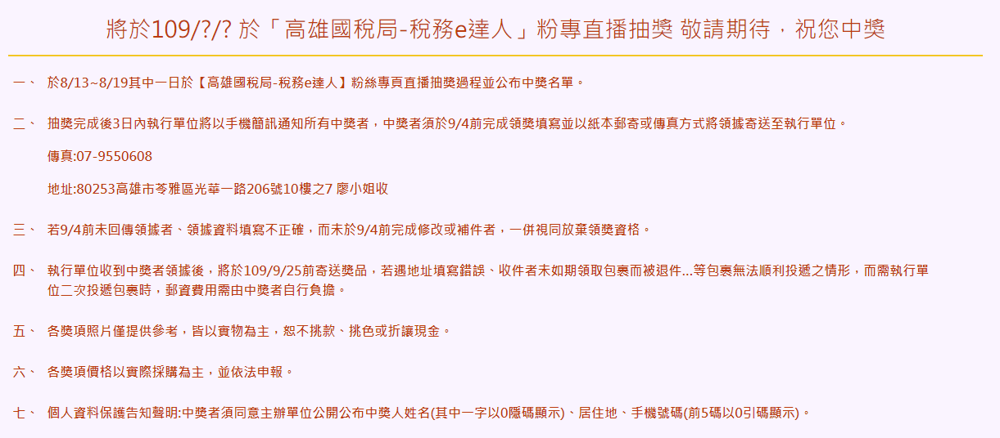 將於109/?/? 於「高雄國稅局-稅務e達人」粉專直播抽獎 敬請期待，祝您中獎
一、 於8/13~8/19其中一日於【高雄國稅局-稅務e達人】粉絲專頁直播抽獎過程並公布中獎名單。
二、 抽獎完成後3日內執行單位將以手機簡訊通知所有中獎者，中獎者須於9/4前完成領獎填寫並以紙本郵寄或傳真方式將領據寄送至執行單位。
傳真:07-9550608
地址:80253高雄市苓雅區光華一路206號10樓之7 廖小姐收
三、 若9/4前未回傳領據者、領據資料填寫不正確，而未於9/4前完成修改或補件者，一併視同放棄領獎資格。
四、 執行單位收到中獎者領據後，將於109/9/25前寄送獎品，若遇地址填寫錯誤、收件者未如期領取包裹而被退件...等包裹無法順利投遞之情形，而需執行單
位二次投遞包裹時，郵資費用需由中獎者自行負擔。
五、 各獎項照片僅提供參考，皆以實物為主，恕不挑款、挑色或折讓現金。
六、 各獎項價格以實際採購為主，並依法申報。
七、 個人資料保護告知聲明:中獎者須同意主辦單位公開公布中獎人姓名(其中一字以O隱碼顯示)、居住地、手機號碼(前5碼以O引碼顯示)。